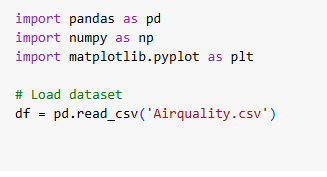 import pandas as pd
import numpy as np
import matplotlib.pyplot as plt
# Load dataset
df = pd.read_csv('Airquality.csv')